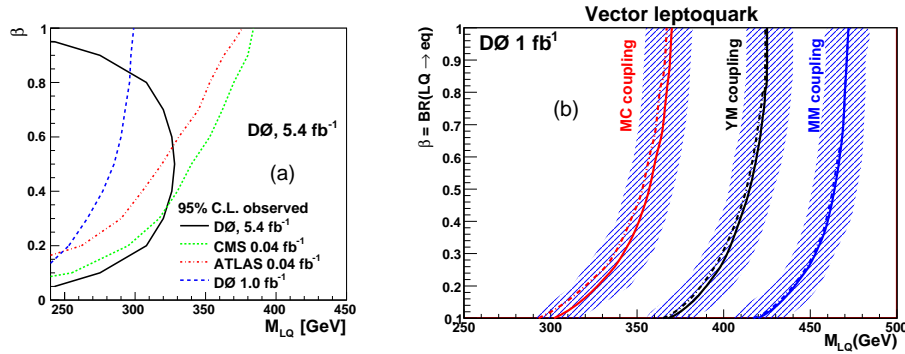 β
1
0.8
0.6
0.4
0.2
0
250
300
350
400
450
M_LQ [GeV]
DØ, 5.4 fb⁻¹
(a)
95% C.L. observed
DØ, 5.4 fb⁻¹
CMS 0.04 fb⁻¹
ATLAS 0.04 fb⁻¹
DØ 1.0 fb⁻¹
Vector leptoquark
β = BR(LQ → eq)
1
0.9
0.8
0.7
0.6
0.5
0.4
0.3
0.2
0.1
250
300
350
400
450
500
M_LQ(GeV)
DØ 1 fb⁻¹
(b)
MC coupling
YM coupling
MM coupling